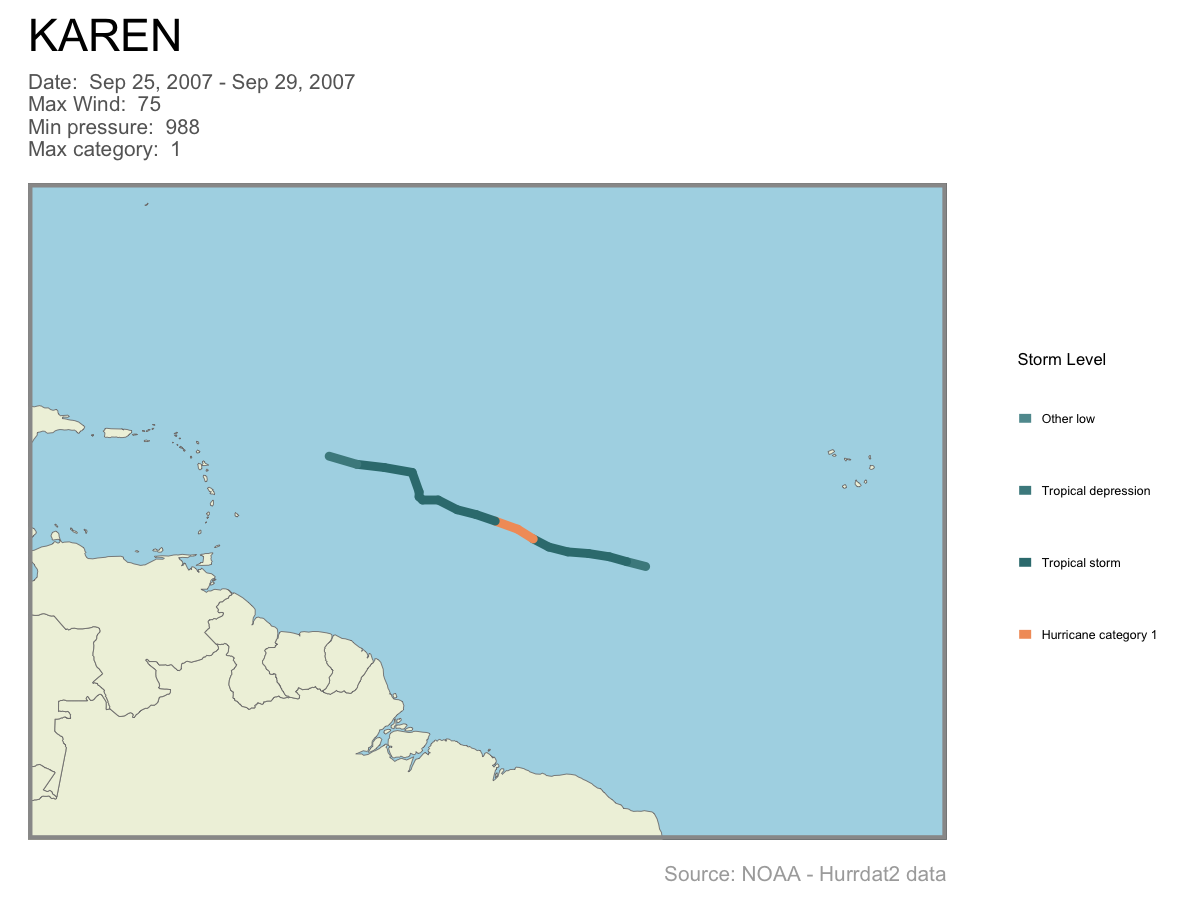 KAREN
Date:  Sep 25, 2007 - Sep 29, 2007
Max Wind:  75
Min pressure:  988
Max category:  1
Storm Level
Other low
Tropical depression
Tropical storm
Hurricane category 1
Source: NOAA - Hurrdat2 data